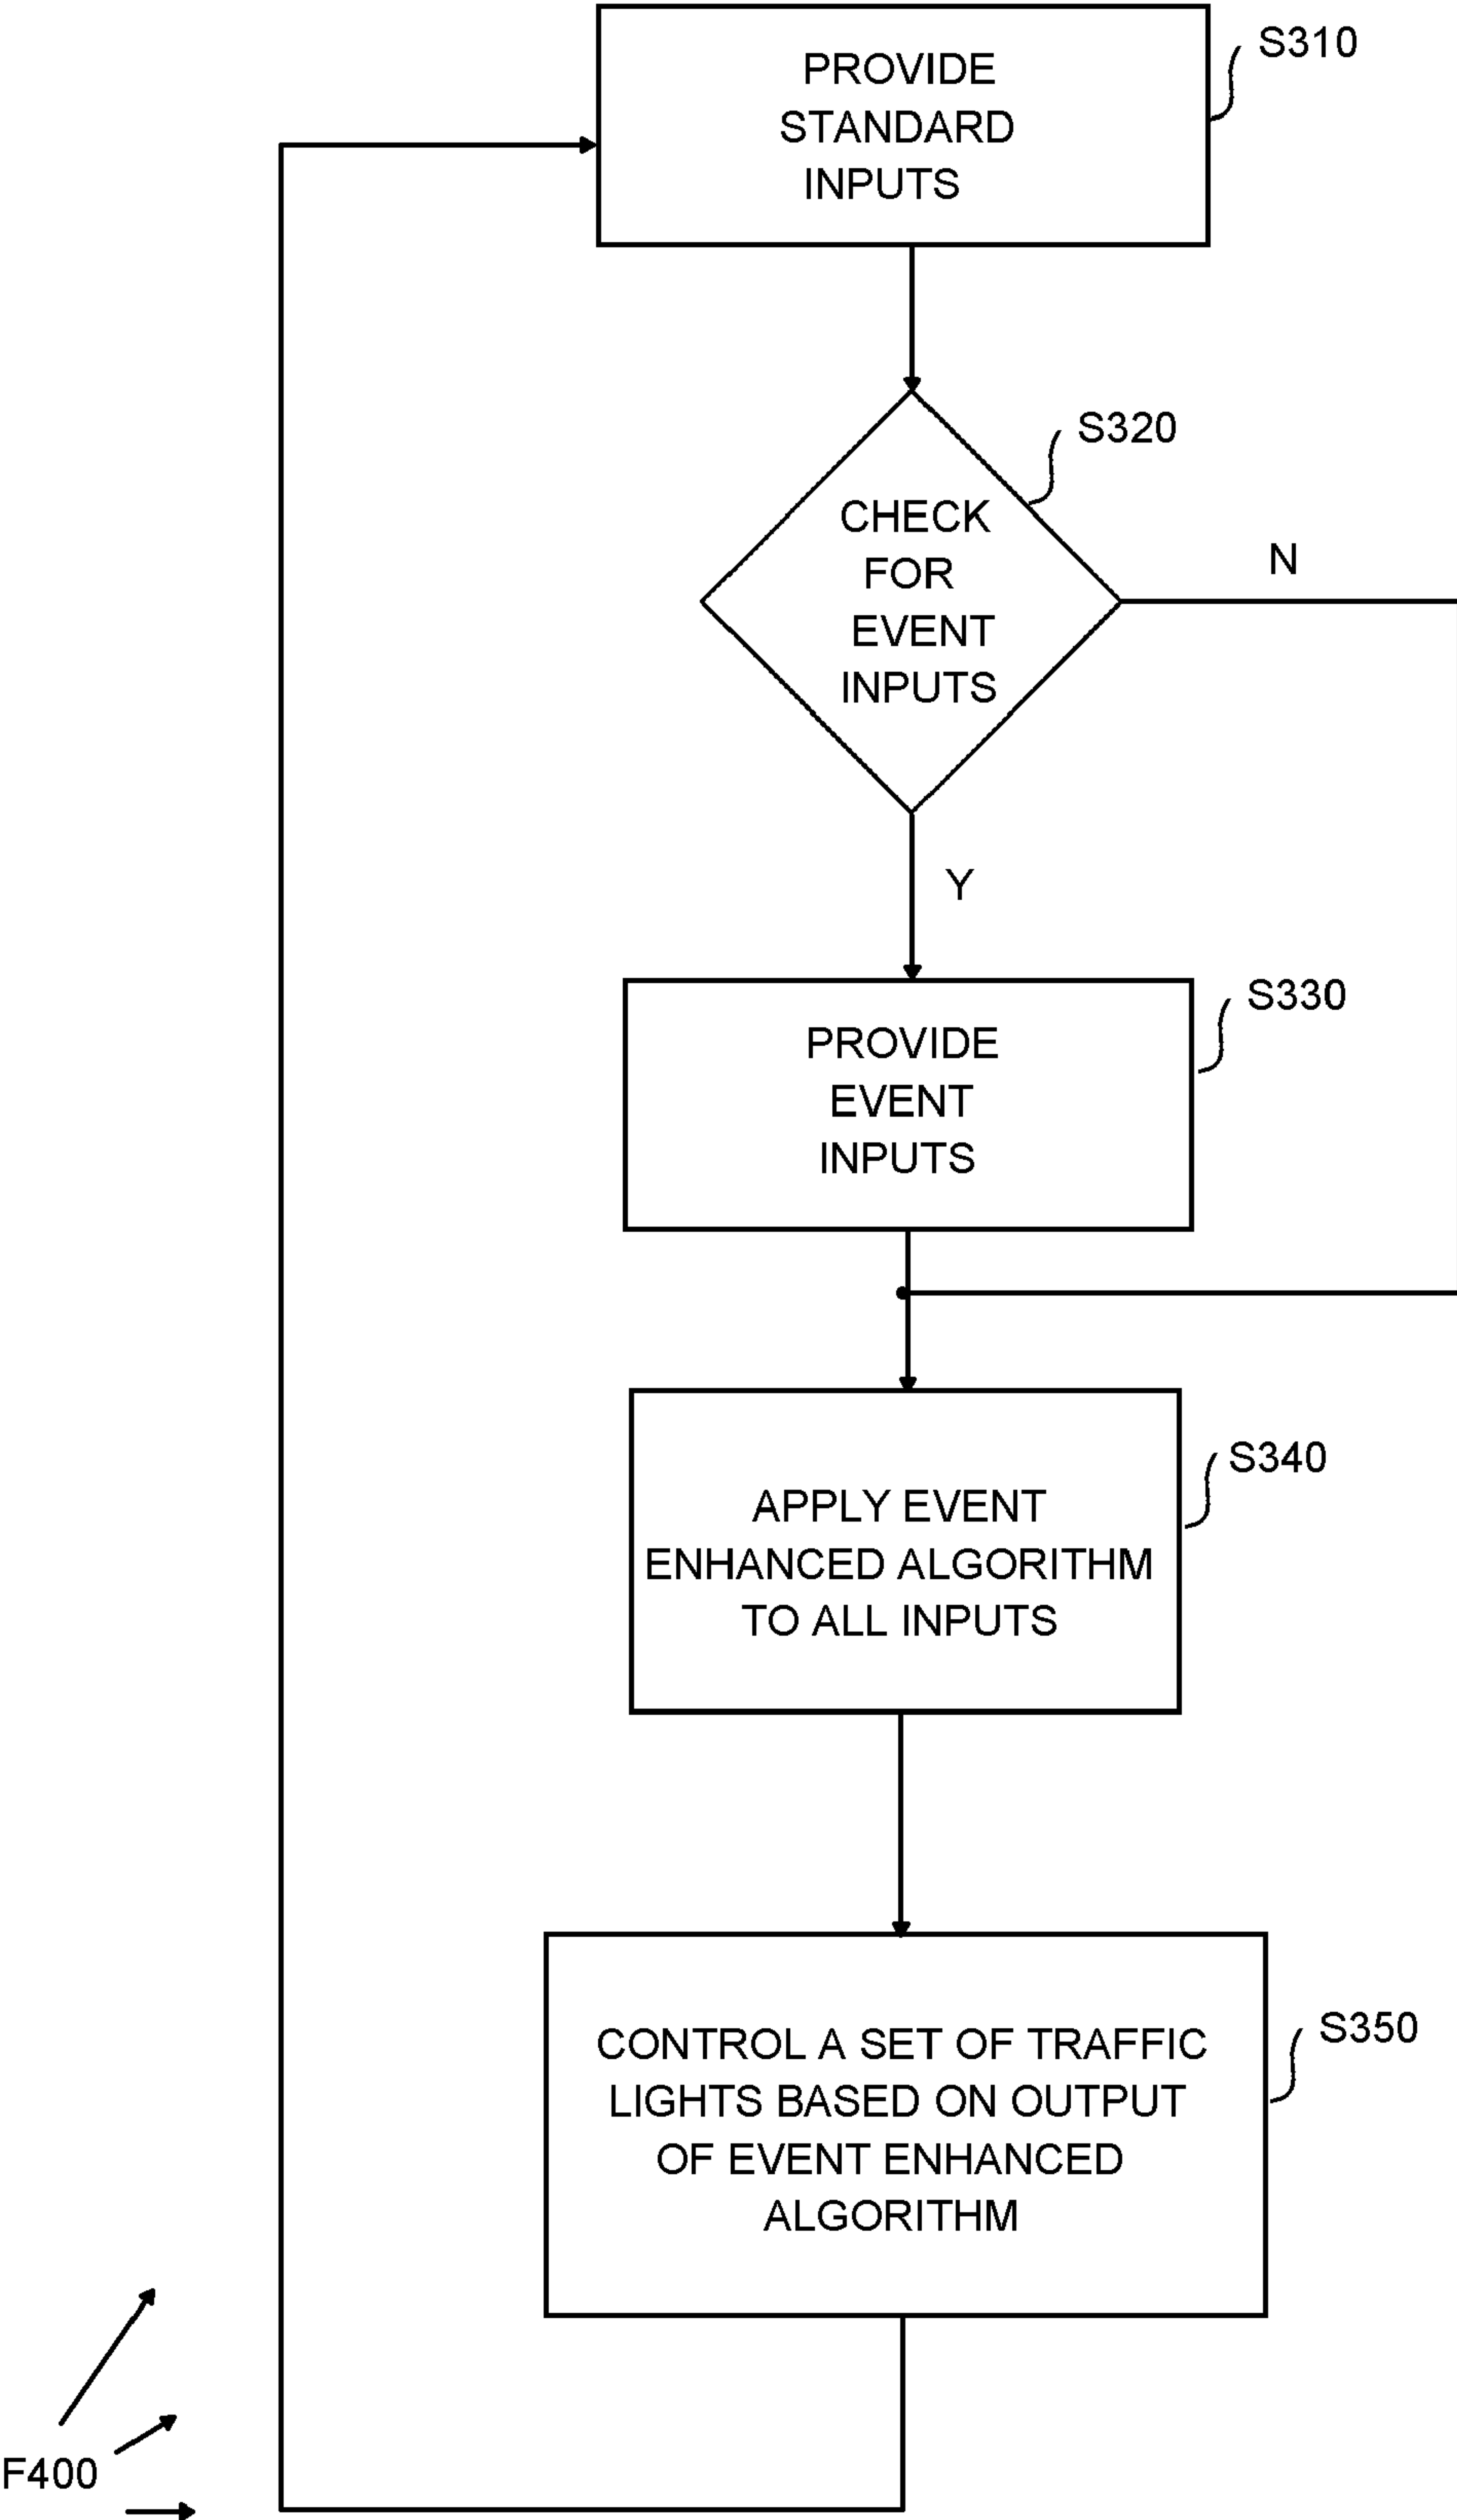 PROVIDE
STANDARD
INPUTS
S310
CHECK
FOR
EVENT
INPUTS
S320
N
Y
PROVIDE
EVENT
INPUTS
S330
APPLY EVENT
ENHANCED ALGORITHM
TO ALL INPUTS
S340
CONTROL A SET OF TRAFFIC
LIGHTS BASED ON OUTPUT
OF EVENT ENHANCED
ALGORITHM
S350
F400